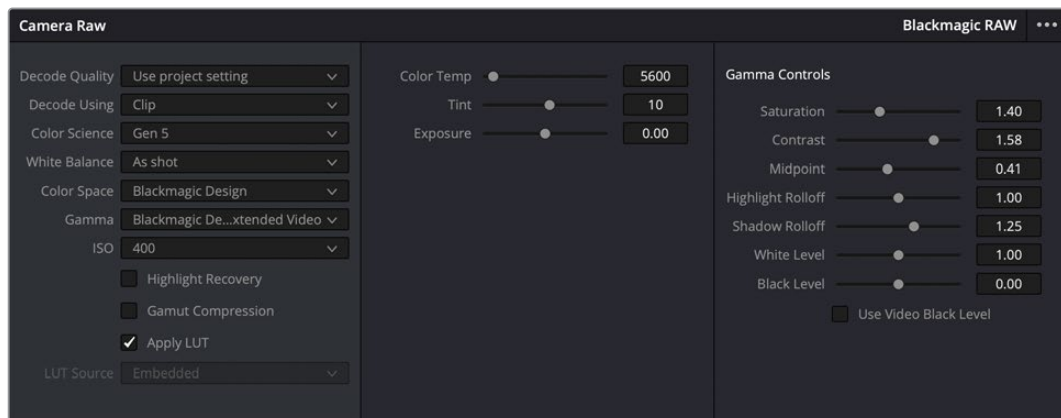 Camera Raw
Blackmagic RAW
Decode Quality Use project setting
Decode Using Clip
Color Science Gen 5
White Balance As shot
Color Space Blackmagic Design
Gamma Blackmagic De...xtended Video
ISO 400
Highlight Recovery
Gamut Compression
Apply LUT
LUT Source Embedded
Color Temp 5600
Tint 10
Exposure 0.00
Gamma Controls
Saturation 1.40
Contrast 1.58
Midpoint 0.41
Highlight Rolloff 1.00
Shadow Rolloff 1.25
White Level 1.00
Black Level 0.00
Use Video Black Level